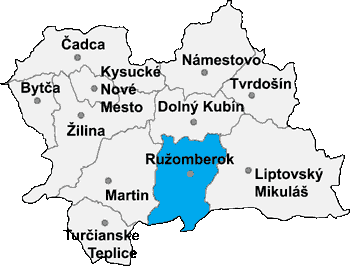 Čadca
Námestovo
Kysucké
Nové
Mesto
Bytča
Tvrdošín
Dolný Kubín
Žilina
Ružomberok
Liptovský
Mikuláš
Martin
Turčianske
Teplice